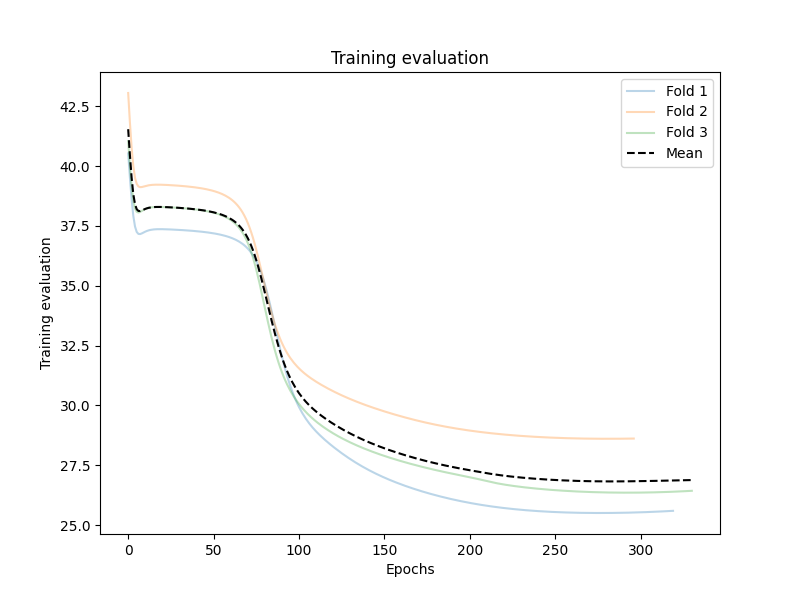 Training evaluation
Fold 1
Fold 2
Fold 3
Mean
Training evaluation
42.5
40.0
37.5
35.0
32.5
30.0
27.5
25.0
0 50 100 150 200 250 300
Epochs